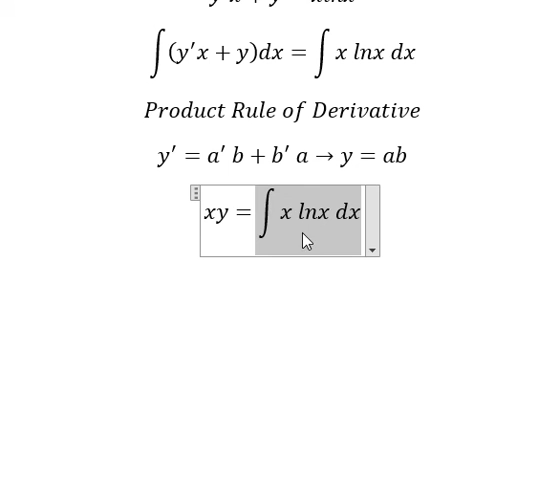 ∫(y′x + y)dx = ∫ x lnx dx
Product Rule of Derivative
y′ = a′ b + b′ a → y = ab
xy = ∫ x lnx dx